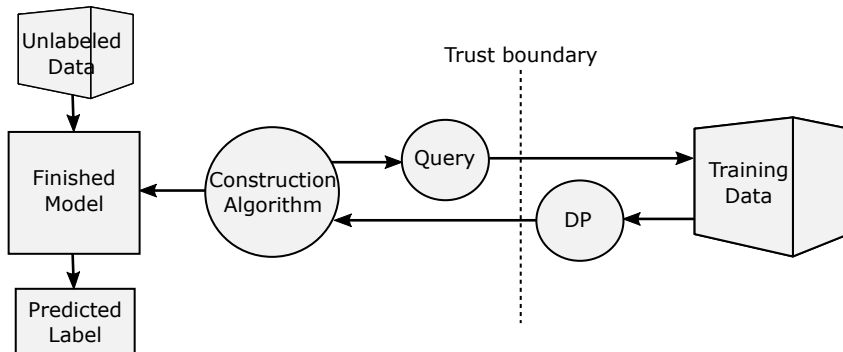 Unlabeled
Data
Trust boundary
Finished
Model
Construction
Algorithm
Query
DP
Training
Data
Predicted
Label